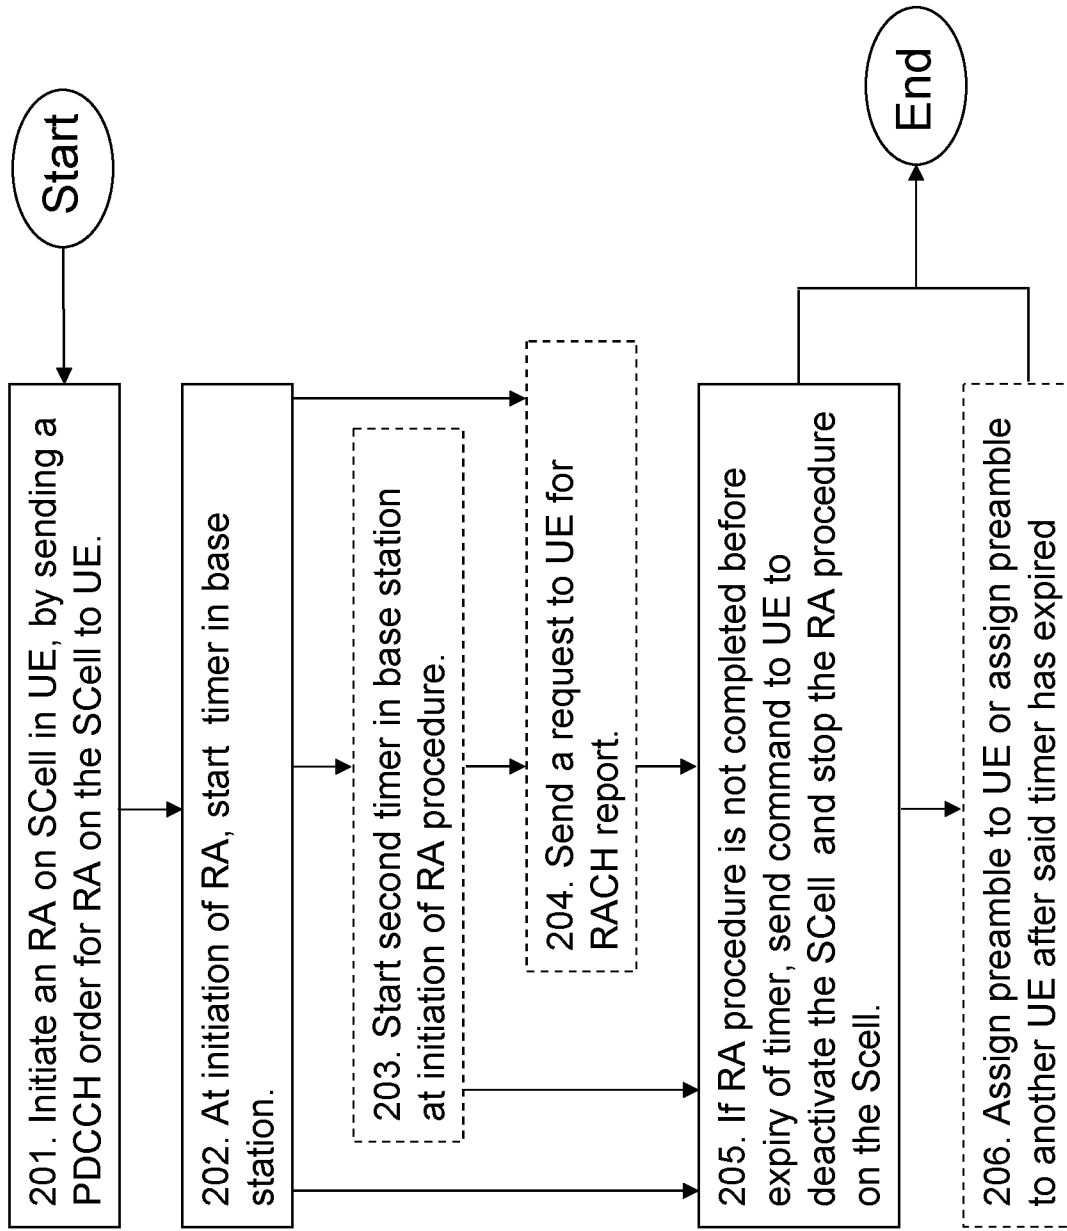 Start
201. Initiate an RA on SCell in UE, by sending a
PDCCH order for RA on the SCell to UE.
202. At initiation of RA, start timer in base
station.
203. Start second timer in base station
at initiation of RA procedure.
204. Send a request to UE for
RACH report.
205. If RA procedure is not completed before
expiry of timer, send command to UE to
deactivate the SCell and stop the RA procedure
on the Scell.
206. Assign preamble to UE or assign preamble
to another UE after said timer has expired
End